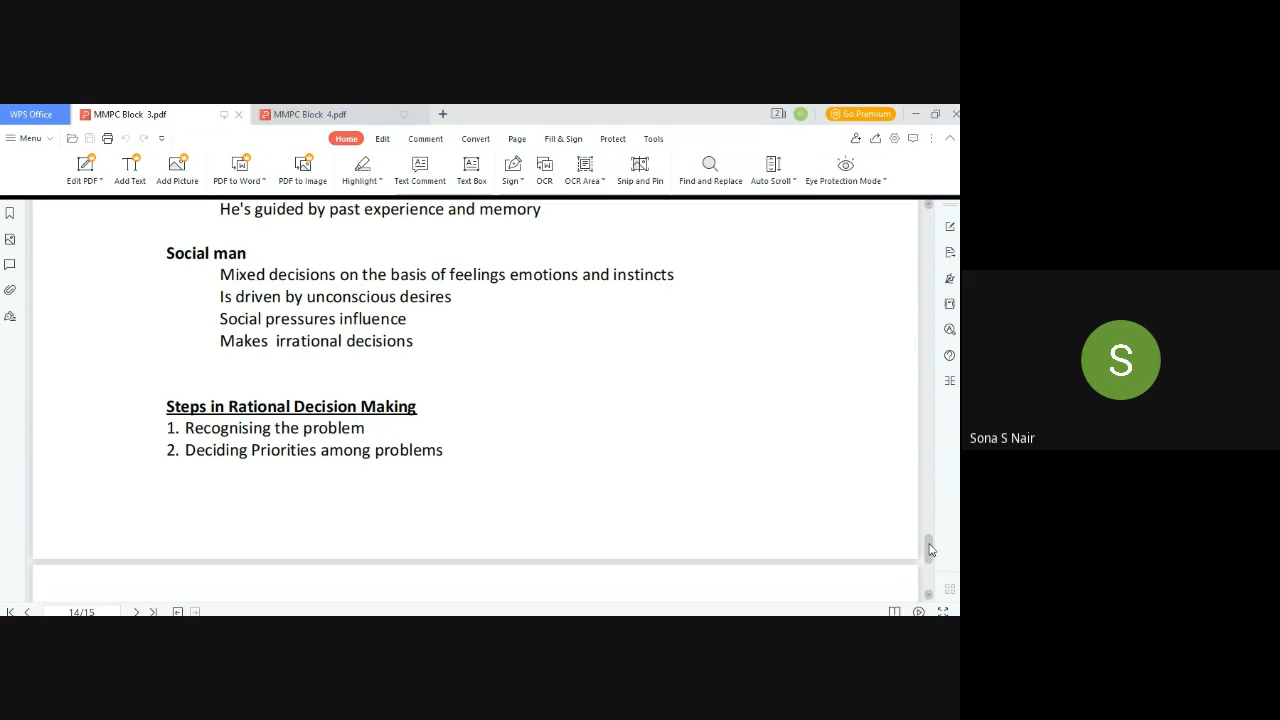 WPS Office
MMPC Block 3.pdf
MMPC Block 4.pdf
Go Premium
Menu
Home Edit Comment Convert Page Fill & Sign Protect Tools
Edit PDF Add Text Add Picture PDF to Word PDF to Image Highlight Text Comment Text Box Sign OCR OCR Area Snip and Pin Find and Replace Auto Scroll Eye Protection Mode
He's guided by past experience and memory
Social man
Mixed decisions on the basis of feelings emotions and instincts
Is driven by unconscious desires
Social pressures influence
Makes irrational decisions
Steps in Rational Decision Making
1. Recognising the problem
2. Deciding Priorities among problems
14/15
S
Sona S Nair